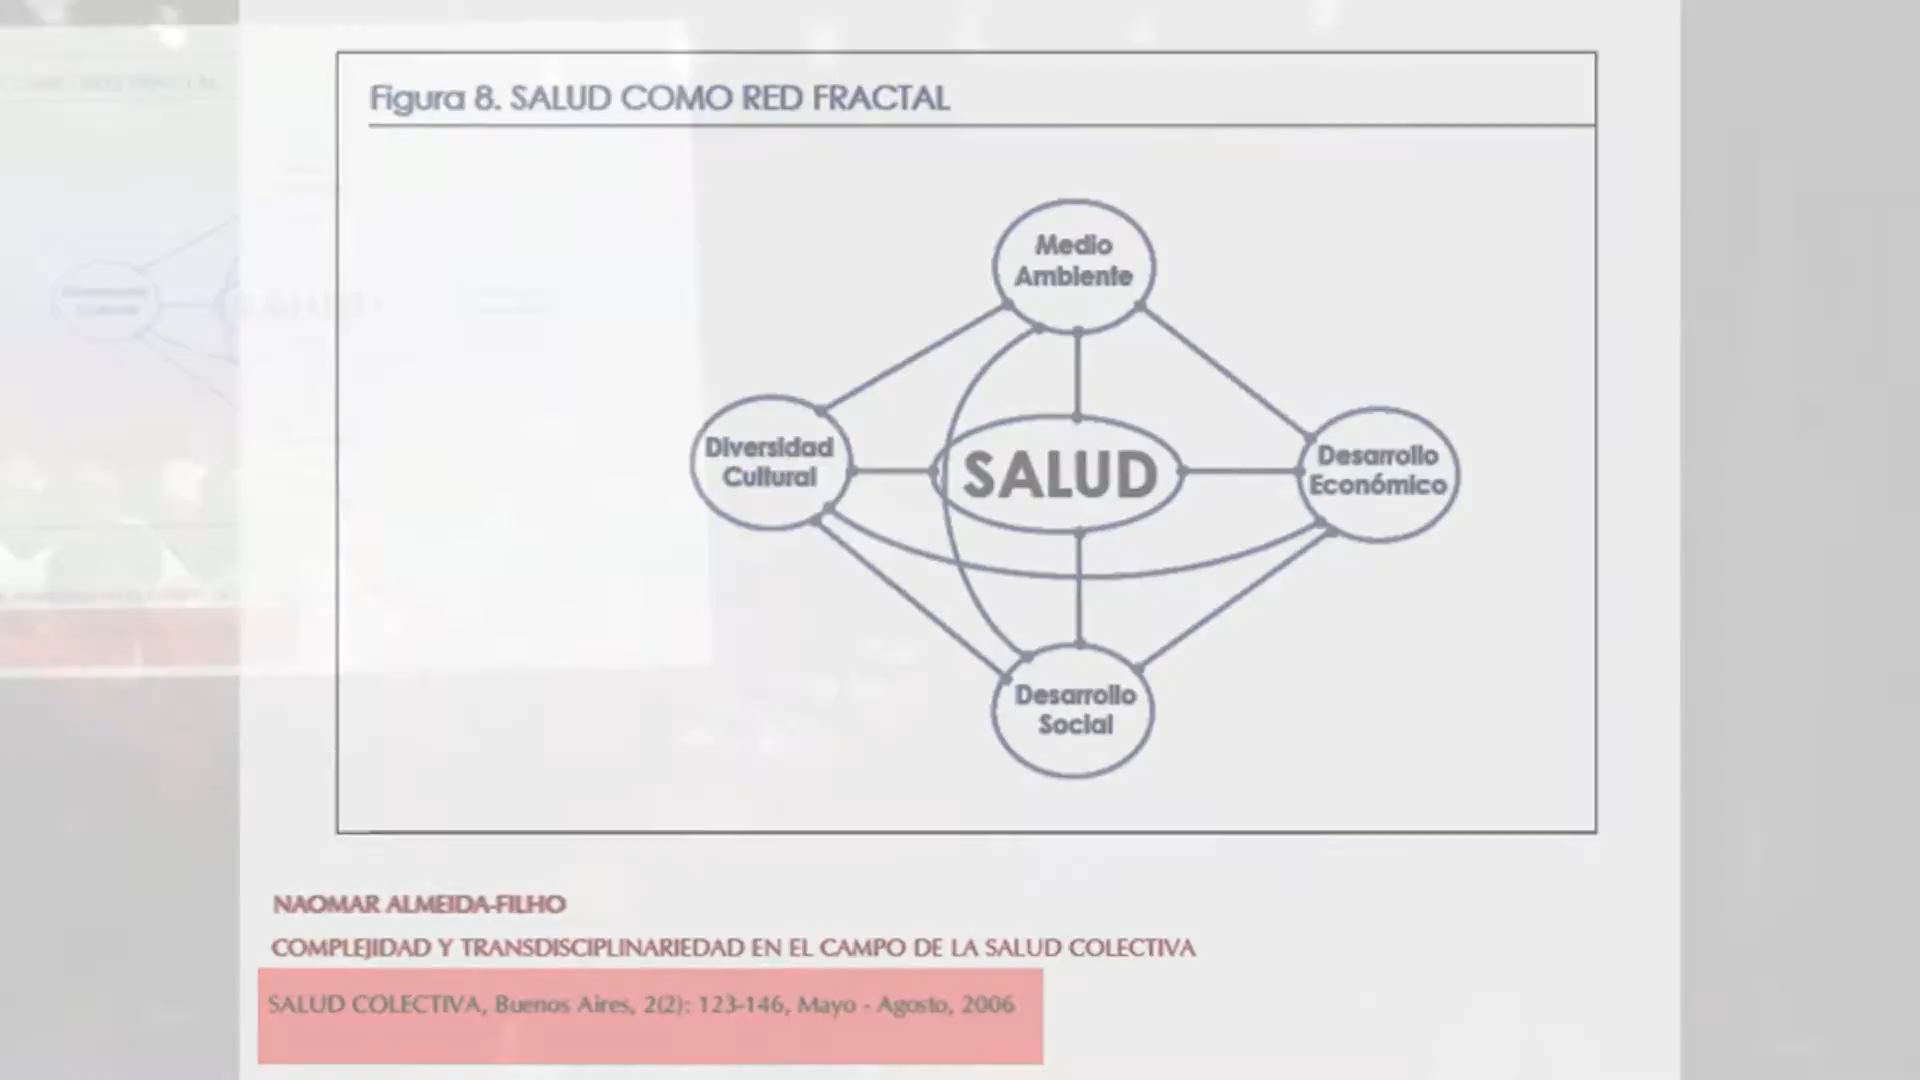 Figura 8. SALUD COMO RED FRACTAL
Medio
Ambiente
Diversidad
Cultural
SALUD
Desarrollo
Económico
Desarrollo
Social
NAOMAR ALMEIDA-FILHO
COMPLEJIDAD Y TRANSDISCIPLINARIEDAD EN EL CAMPO DE LA SALUD COLECTIVA
SALUD COLECTIVA, Buenos Aires, 2(2): 123-146, Mayo - Agosto, 2006